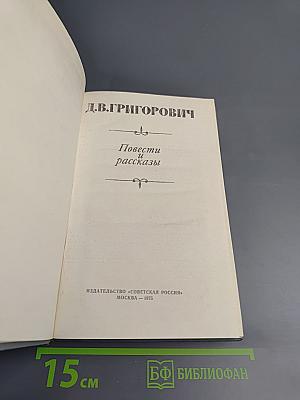 Д.В.ГРИГОРОВИЧ
Повести
и
рассказы
ИЗДАТЕЛЬСТВО «СОВЕТСКАЯ РОССИЯ»
МОСКВА — 1975
15 см
БФ БИБЛИОФАН